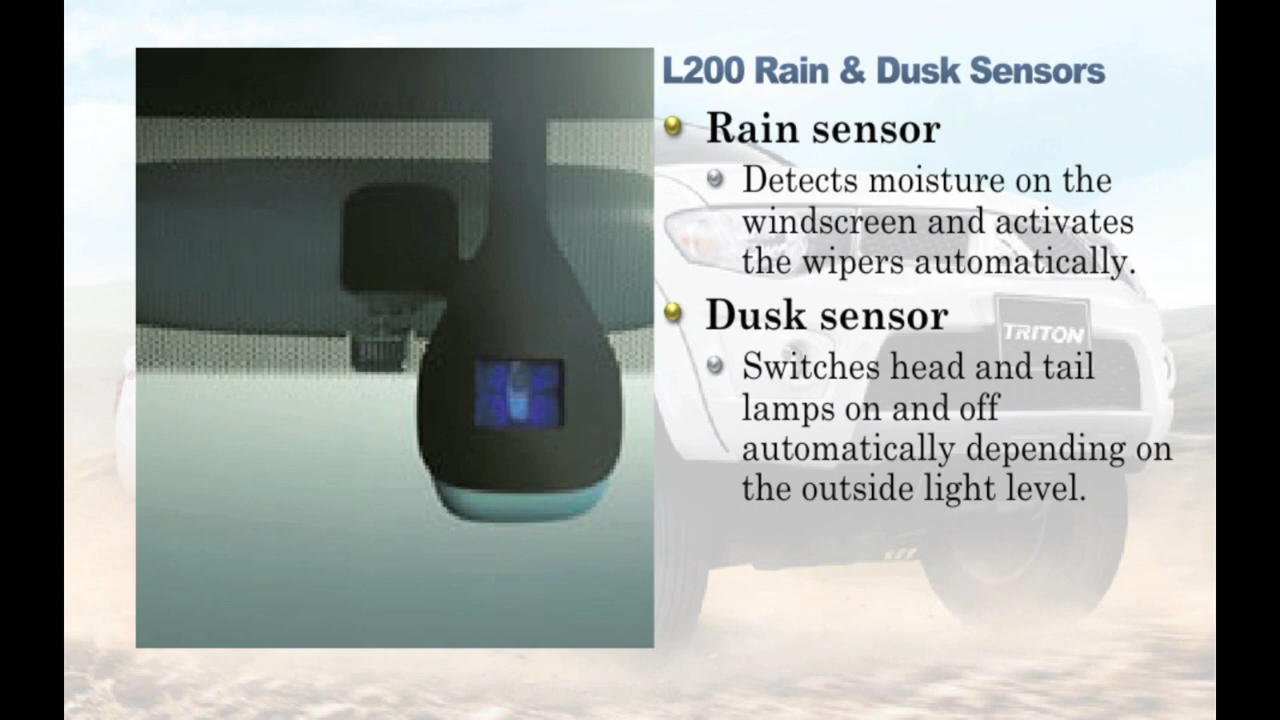 L200 Rain & Dusk Sensors
Rain sensor
Detects moisture on the
windscreen and activates
the wipers automatically.
Dusk sensor
Switches head and tail
lamps on and off
automatically depending on
the outside light level.
TRITON